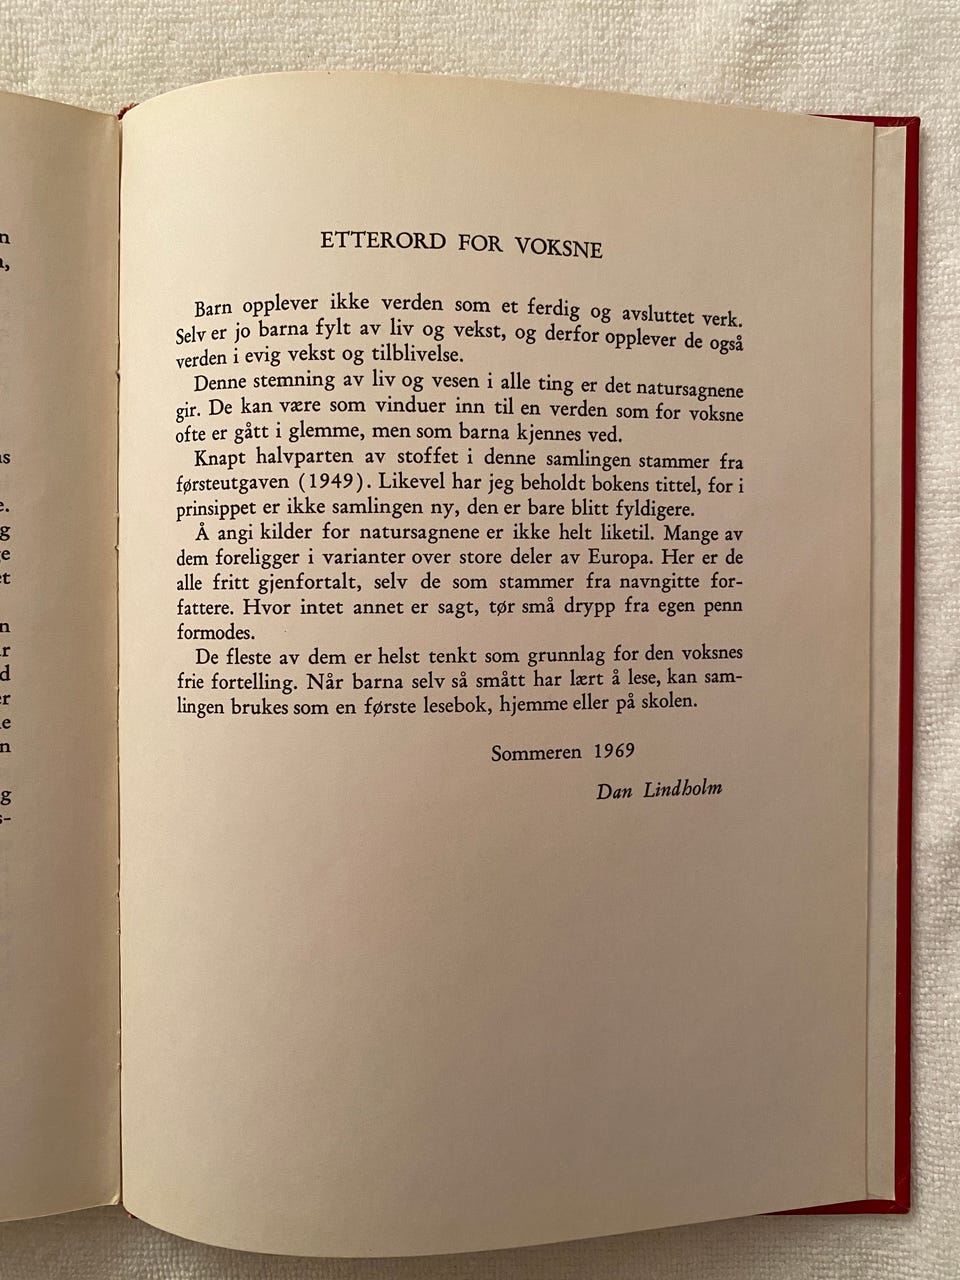 ETTERORD FOR VOKSNE
Barn opplever ikke verden som et ferdig og avsluttet verk.
Selv er jo barna fylt av liv og vekst, og derfor opplever de også
verden i evig vekst og tilblivelse.
Denne stemning av liv og vesen i alle ting er det natursagnene
gir. De kan være som vinduer inn til en verden som for voksne
ofte er gått i glemme, men som barna kjennes ved.
Knapt halvparten av stoffet i denne samlingen stammer fra
førsteutgaven (1949). Likevel har jeg beholdt bokens tittel, for i
prinsippet er ikke samlingen ny, den er bare blitt fyldigere.
Å angi kilder for natursagnene er ikke helt liketil. Mange av
dem foreligger i varianter over store deler av Europa. Her er de
alle fritt gjenfortalt, selv de som stammer fra navngitte for-
fattere. Hvor intet annet er sagt, tør små drypp fra egen penn
formodes.
De fleste av dem er helst tenkt som grunnlag for den voksnes
frie fortelling. Når barna selv så smått har lært å lese, kan sam-
lingen brukes som en første lesebok, hjemme eller på skolen.
Sommeren 1969
Dan Lindholm